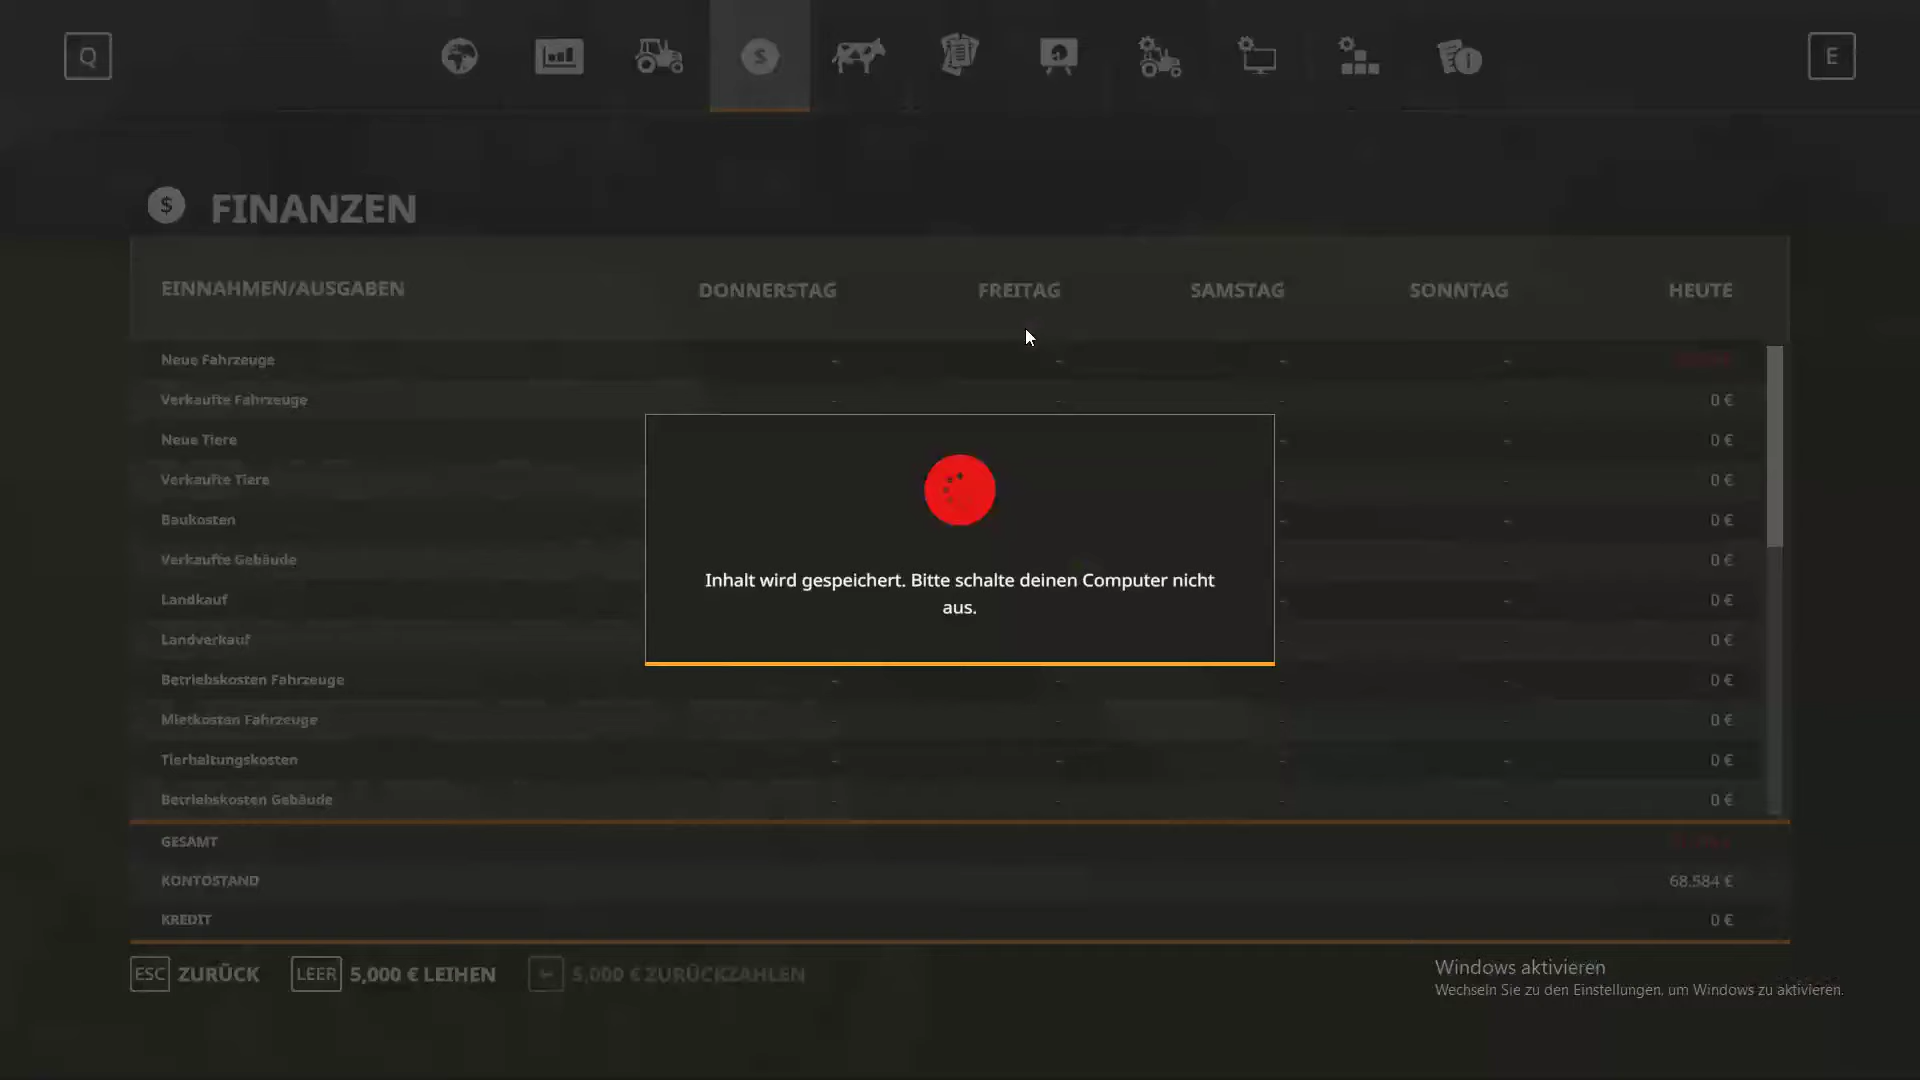 Q
E
FINANZEN
EINNAHMEN/AUSGABEN DONNERSTAG FREITAG SAMSTAG SONNTAG HEUTE
Neue Fahrzeuge - - - -
Verkaufte Fahrzeuge - - - - 0 €
Neue Tiere - - 0 €
Verkaufte Tiere - 0 €
Baukosten - - 0 €
Verkaufte Gebäude - 0 €
Landkauf - - 0 €
Landverkauf - - 0 €
Betriebskosten Fahrzeuge - - - - 0 €
Mietkosten Fahrzeuge - - - - 0 €
Tierhaltungskosten - - - - 0 €
Betriebskosten Gebäude - - - - 0 €
Inhalt wird gespeichert. Bitte schalte deinen Computer nicht
aus.
GESAMT
KONTOSTAND 68.584 €
KREDIT 0 €
ESC ZURÜCK LEER 5,000 € LEIHEN ← 5,000 € ZURÜCKZAHLEN
Windows aktivieren
Wechseln Sie zu den Einstellungen, um Windows zu aktivieren.